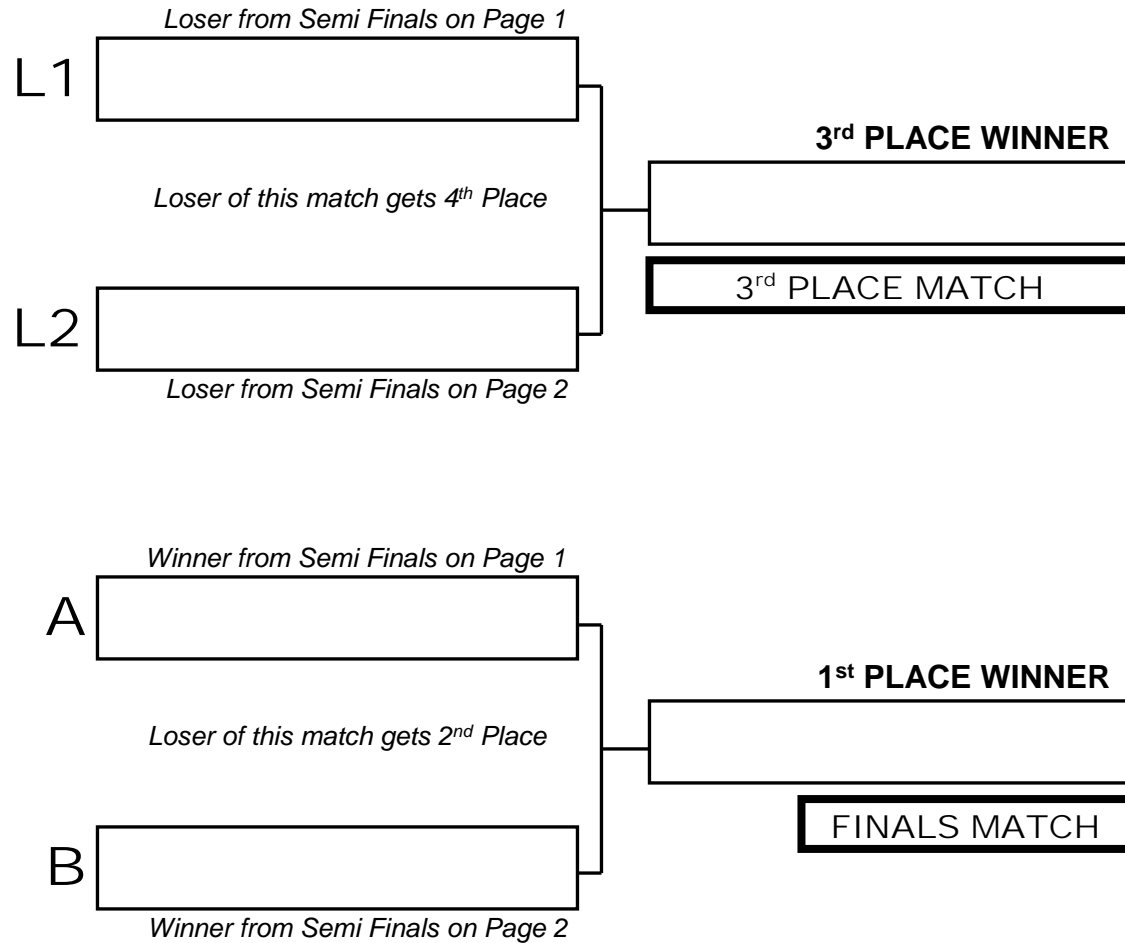 Loser from Semi Finals on Page 1
L1
3rd PLACE WINNER
Loser of this match gets 4th Place
3rd PLACE MATCH
L2
Loser from Semi Finals on Page 2
Winner from Semi Finals on Page 1
A
1st PLACE WINNER
Loser of this match gets 2nd Place
FINALS MATCH
B
Winner from Semi Finals on Page 2